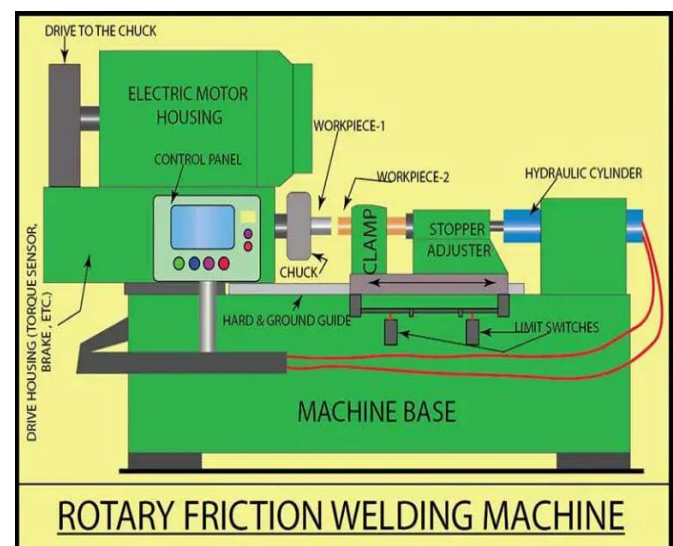 DRIVE TO THE CHUCK
ELECTRIC MOTOR
HOUSING
WORKPIECE-1
CONTROL PANEL
WORKPIECE-2
HYDRAULIC CYLINDER
CLAMP
STOPPER
ADJUSTER
CHUCK
HARD & GROUND GUIDE
LIMIT SWITCHES
DRIVE HOUSING (TORQUE SENSOR,
BRAKE , ETC.)
MACHINE BASE
ROTARY FRICTION WELDING MACHINE